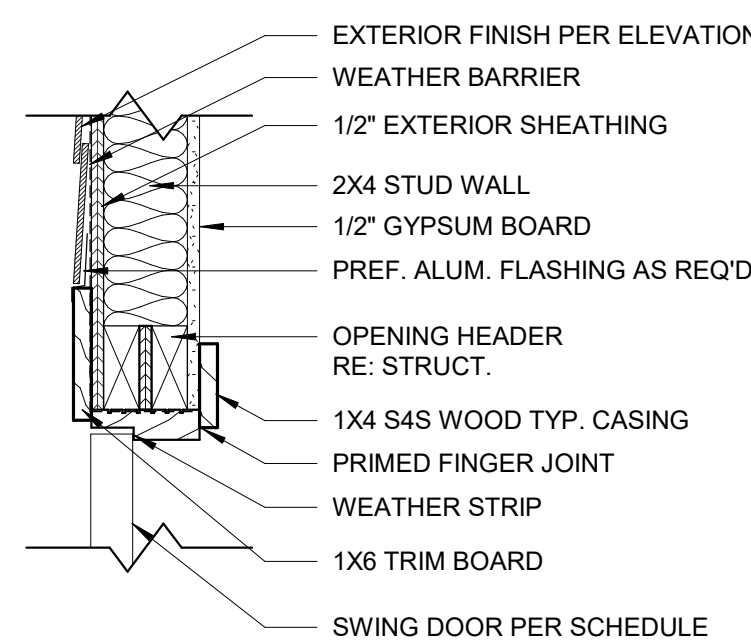 EXTERIOR FINISH PER ELEVATION
WEATHER BARRIER
1/2" EXTERIOR SHEATHING
2X4 STUD WALL
1/2" GYPSUM BOARD
PREF. ALUM. FLASHING AS REQ'D
OPENING HEADER
RE: STRUCT.
1X4 S4S WOOD TYP. CASING
PRIMED FINGER JOINT
WEATHER STRIP
1X6 TRIM BOARD
SWING DOOR PER SCHEDULE